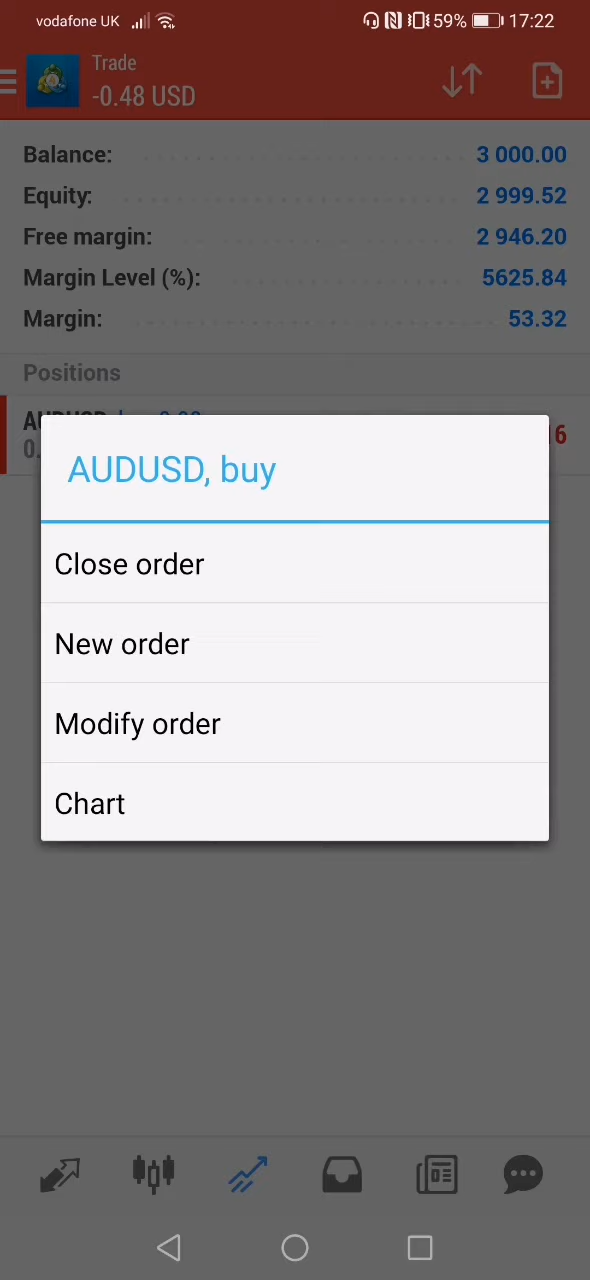 vodafone UK 59% 17:22
Trade
-0.48 USD
Balance: 3 000.00
Equity: 2 999.52
Free margin: 2 946.20
Margin Level (%): 5625.84
Margin: 53.32
Positions
AUDUSD, buy
Close order
New order
Modify order
Chart